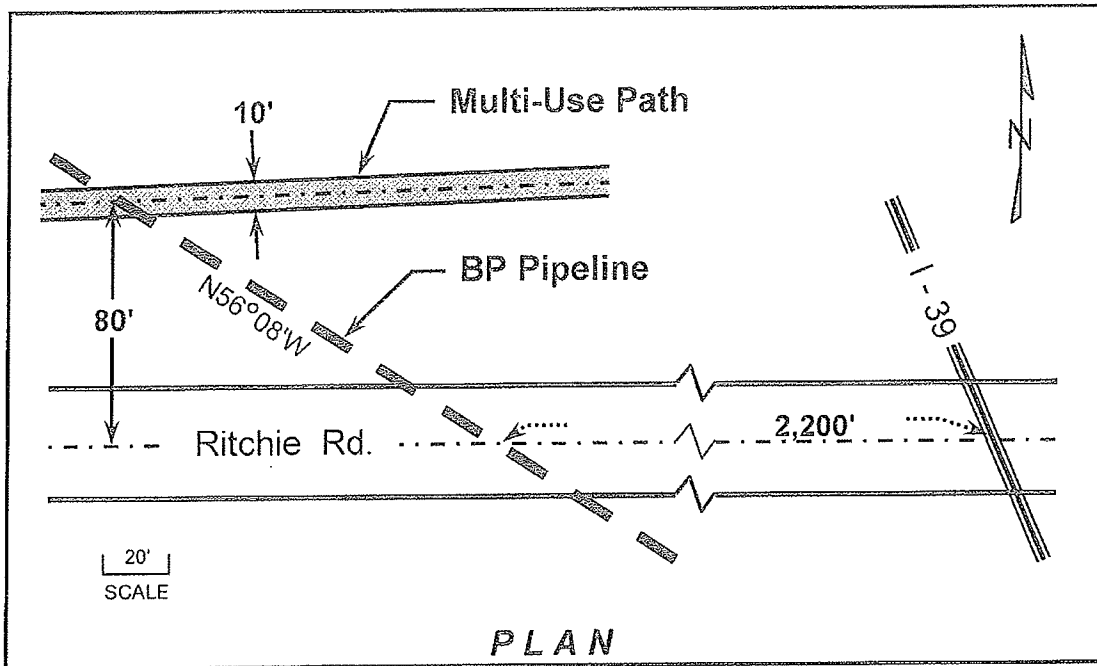 Multi-Use Path
10'
N
BP Pipeline
N56°08'W
80'
I - 39
Ritchie Rd.
2,200'
20'
SCALE
PLAN